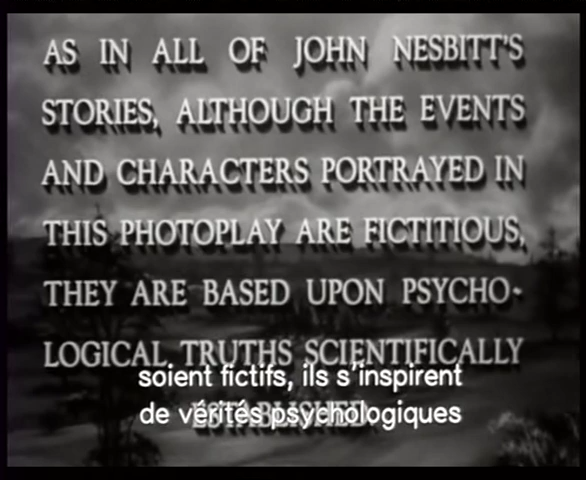 AS IN ALL OF JOHN NESBITT'S
STORIES, ALTHOUGH THE EVENTS
AND CHARACTERS PORTRAYED IN
THIS PHOTOPLAY ARE FICTITIOUS,
THEY ARE BASED UPON PSYCHO-
LOGICAL TRUTHS SCIENTIFICALLY
ESTABLISHED.
soient fictifs, ils s'inspirent
de vérités psychologiques